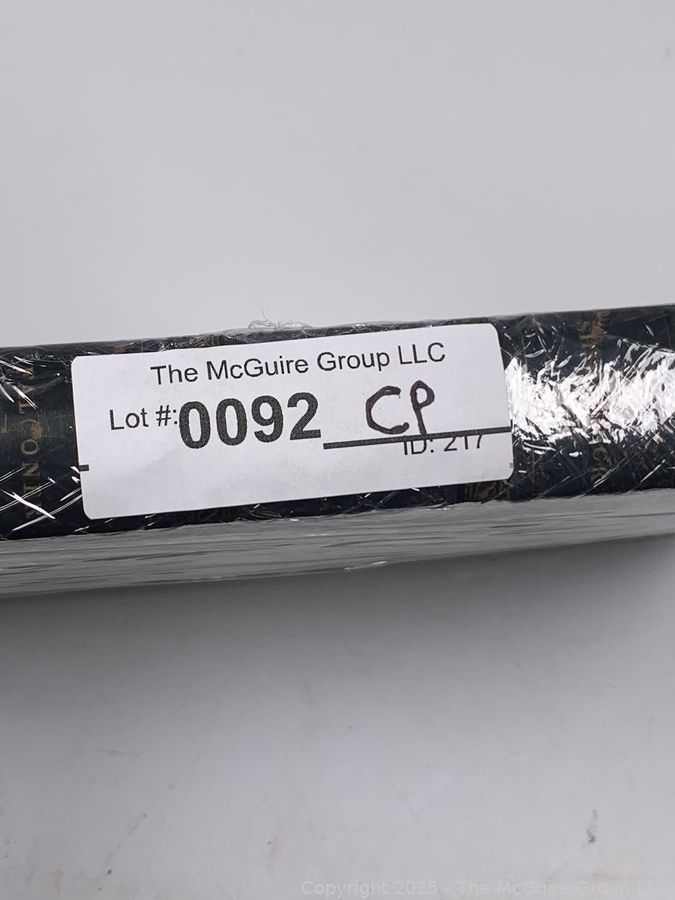 The McGuire Group LLC
Lot #:0092 CP
ID: 217
Copyright 2025 - The McGuire Group LLC